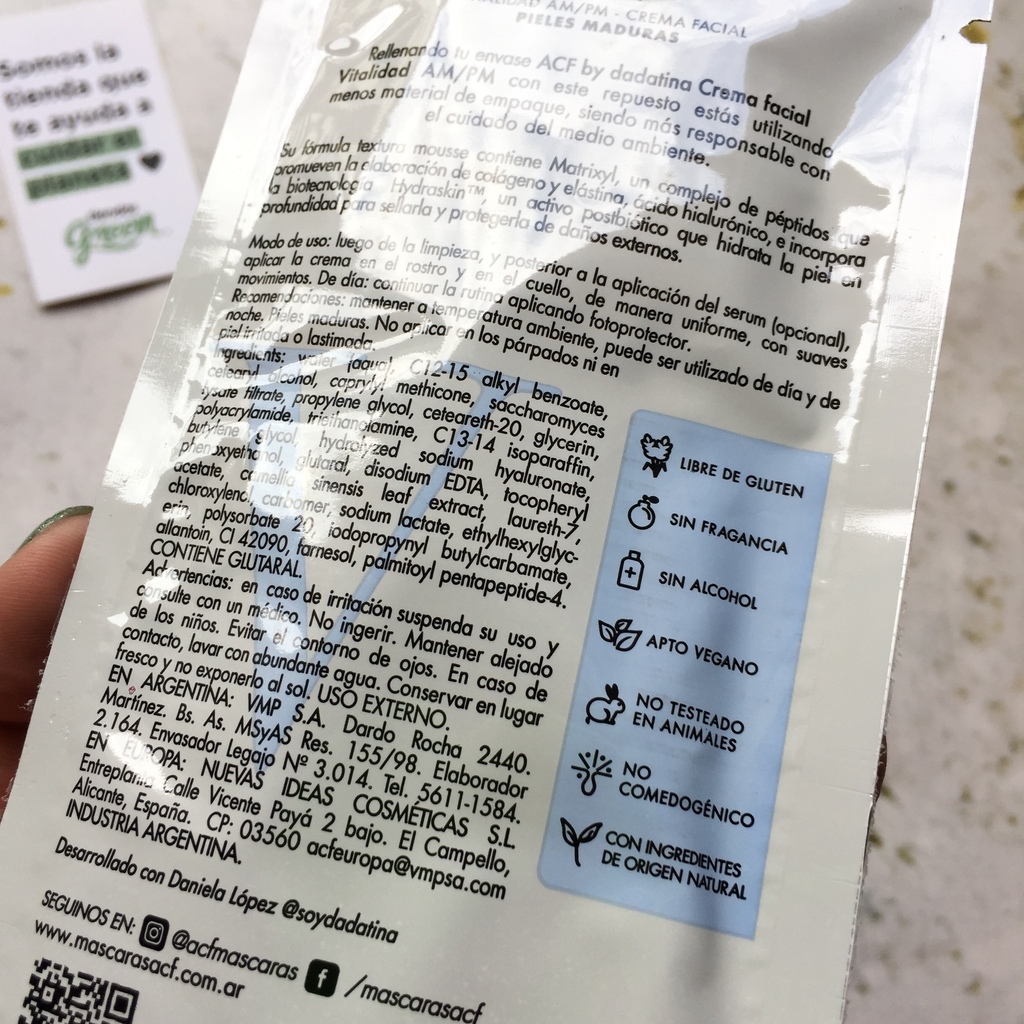 Somos la
tienda que
te ayuda a
cuidar el
planeta
green
AM/PM - CREMA FACIAL
PIELES MADURAS
Rellenando tu envase ACF by dadatina Crema facial
Vitalidad AM/PM con este repuesto estás utilizando
menos material de empaque, siendo más responsable con
el cuidado del medio ambiente.
Su fórmula textura mousse contiene Matrixyl, un complejo de péptidos que
promueven la elaboración de colágeno y elástina, ácido hialurónico, e incorpora
la biotecnología Hydraskin™, un activo postbiótico que hidrata la piel en
profundidad para sellarla y protegerla de daños externos.
Modo de uso: luego de la limpieza, y posterior a la aplicación del serum (opcional),
aplicar la crema en el rostro y en el cuello, de manera uniforme, con suaves
movimientos. De día: continuar la rutina aplicando fotoprotector.
Recomendaciones: mantener a temperatura ambiente, puede ser utilizado de día y de
noche. Pieles maduras. No aplicar en los párpados ni en
piel irritada o lastimada.
Ingredients: water (aqua), C12-15 alkyl benzoate,
cetearyl alcohol, caprylyl methicone, saccharomyces
lysate filtrate, propylene glycol, ceteareth-20, glycerin,
polyacrylamide, triethanolamine, C13-14 isoparaffin,
butylene glycol, hydrolyzed sodium hyaluronate,
phenoxyethanol, glutaral, disodium EDTA, tocopheryl
acetate, camellia sinensis leaf extract, laureth-7,
chloroxylenol, carbomer, sodium lactate, ethylhexylglyc-
erin, polysorbate 20, iodopropynyl butylcarbamate,
allantoin, CI 42090, farnesol, palmitoyl pentapeptide-4.
CONTIENE GLUTARAL.
Advertencias: en caso de irritación suspenda su uso y
consulte con un médico. No ingerir. Mantener alejado
de los niños. Evitar el contorno de ojos. En caso de
contacto, lavar con abundante agua. Conservar en lugar
fresco y no exponerlo al sol. USO EXTERNO.
EN ARGENTINA: VMP S.A. Dardo Rocha 2440.
Martínez. Bs. As. MSyAS Res. 155/98. Elaborador
2.164. Envasador Legajo Nº 3.014. Tel. 5611-1584.
EN EUROPA: NUEVAS IDEAS COSMÉTICAS S.L.
Entreplanta Calle Vicente Payá 2 bajo. El Campello,
Alicante, España. CP: 03560 acfeuropa@vmpsa.com
INDUSTRIA ARGENTINA.
LIBRE DE GLUTEN
SIN FRAGANCIA
SIN ALCOHOL
APTO VEGANO
NO TESTEADO
EN ANIMALES
NO
COMEDOGÉNICO
CON INGREDIENTES
DE ORIGEN NATURAL
Desarrollado con Daniela López @soydadatina
SEGUINOS EN: @acfmascaras /mascarasacf
www.mascarasacf.com.ar